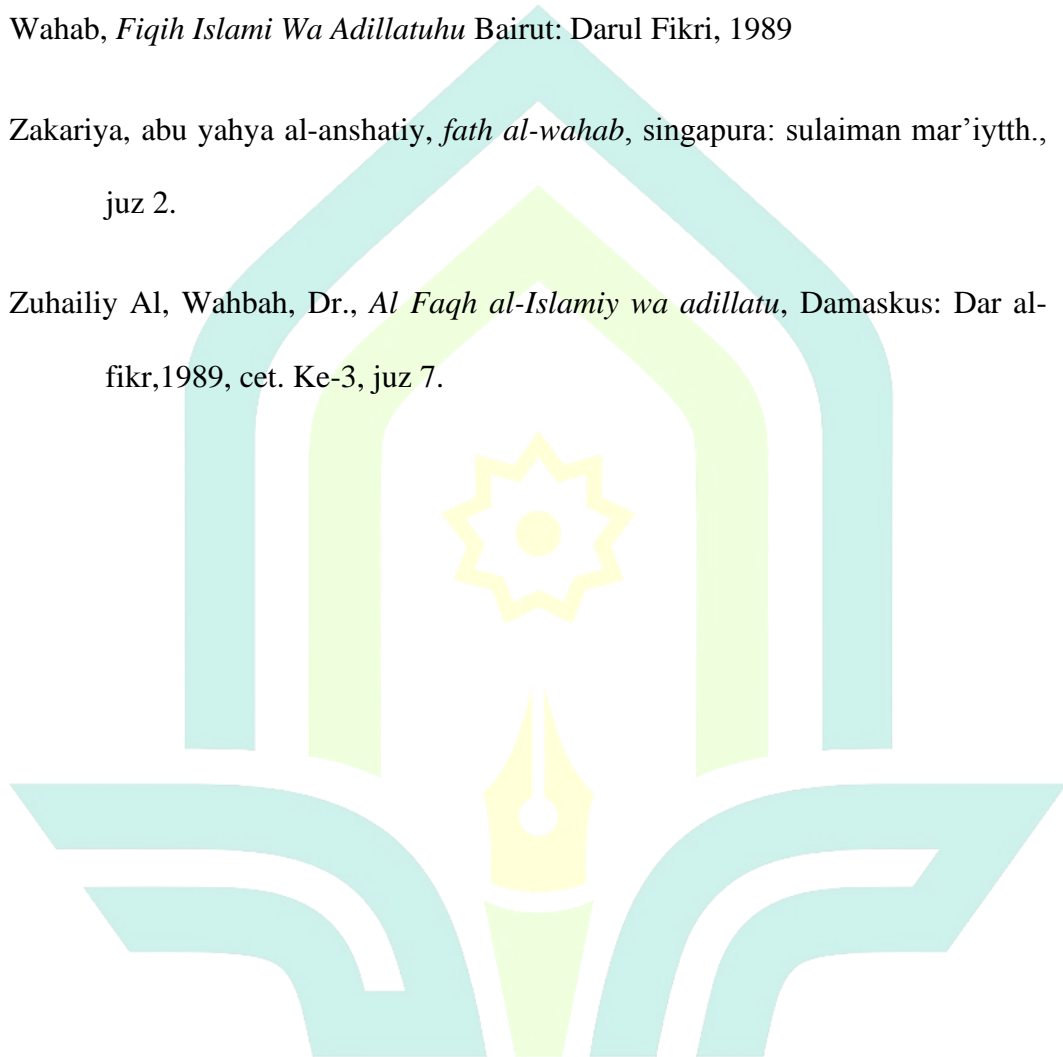 Wahab, Fiqih Islami Wa Adillatuhu Bairut: Darul Fikri, 1989
Zakariya, abu yahya al-anshatiy, fath al-wahab, singapura: sulaiman mar’iytth.,
juz 2.
Zuhailiy Al, Wahbah, Dr., Al Faqh al-Islamiy wa adillatu, Damaskus: Dar al-
fikr,1989, cet. Ke-3, juz 7.